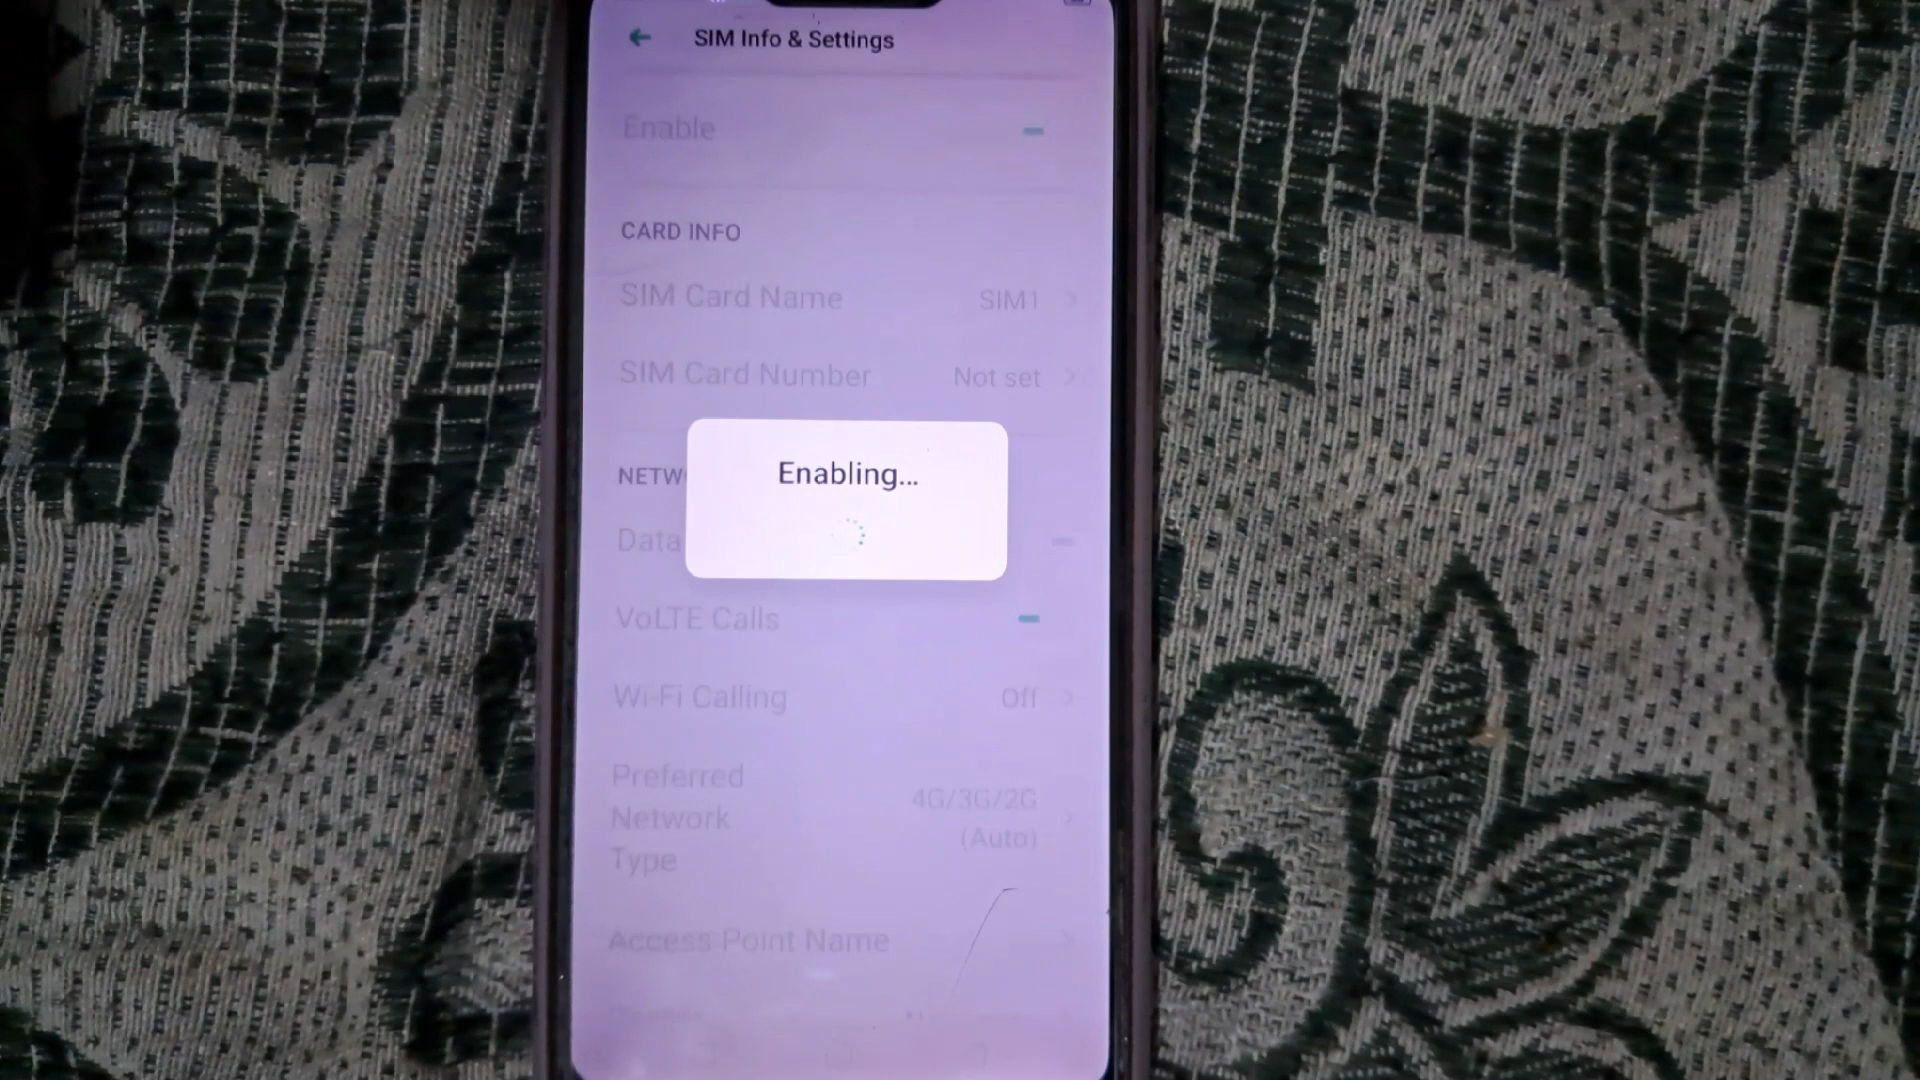 SIM Info & Settings
Enable
CARD INFO
SIM Card Name SIM1
SIM Card Number Not set
Enabling...
NETW
Data
VoLTE Calls
Wi-Fi Calling Off
Preferred
Network
Type
4G/3G/2G
(Auto)
Access Point Name